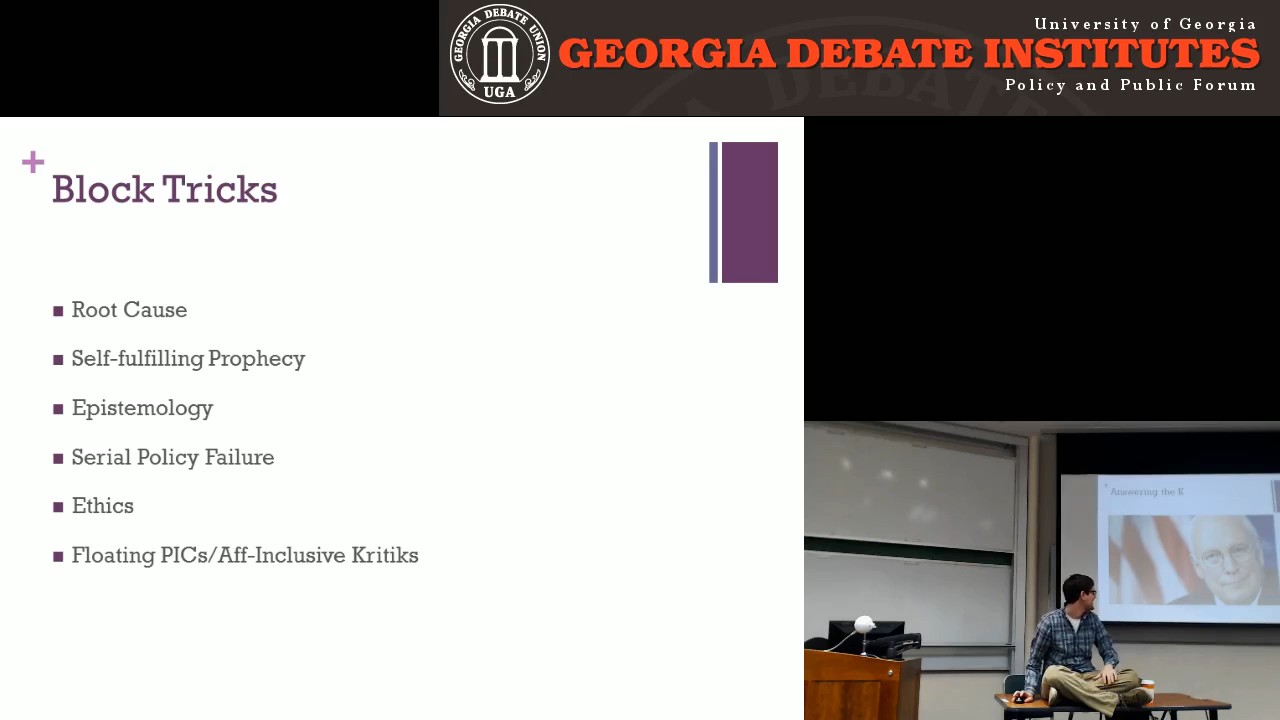 GEORGIA DEBATE UNION
UGA
University of Georgia
GEORGIA DEBATE INSTITUTES
Policy and Public Forum
+
Block Tricks
Root Cause
Self-fulfilling Prophecy
Epistemology
Serial Policy Failure
Ethics
Floating PICs/Aff-Inclusive Kritiks
+ Answering the K